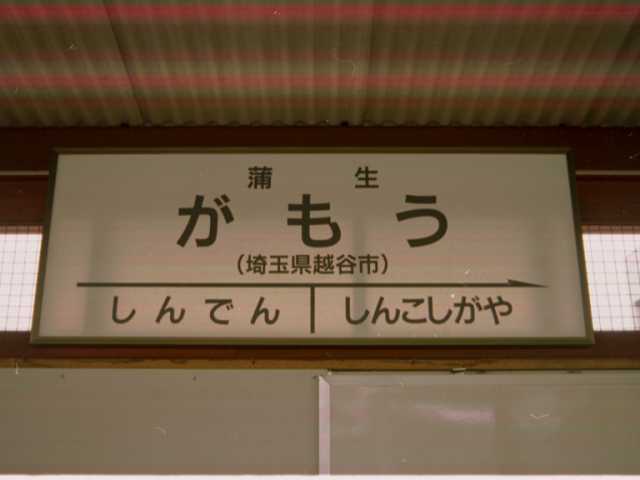 蒲生
がもう
（埼玉県越谷市）
しんでん しんこしがや